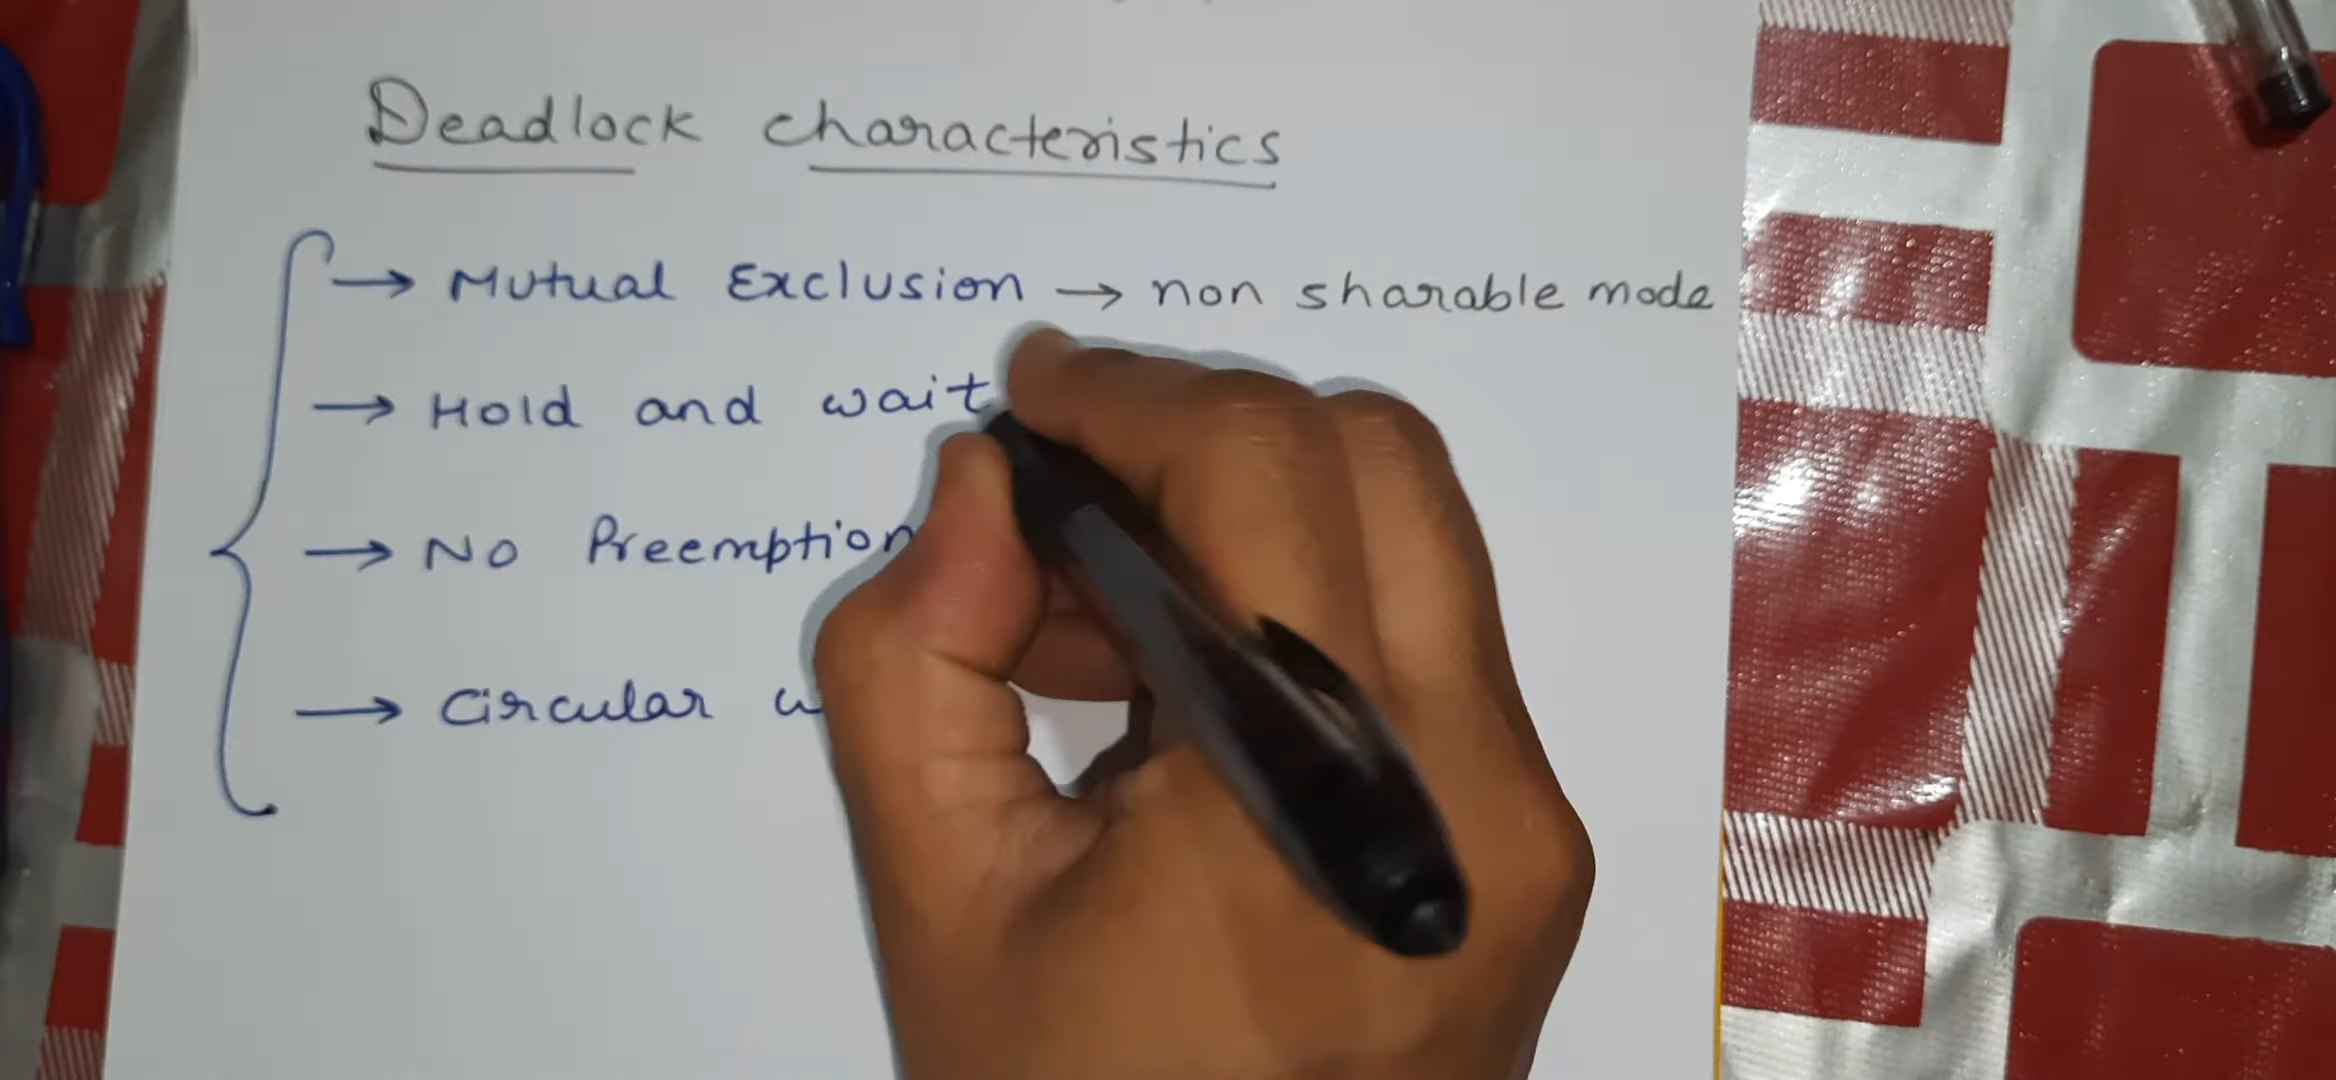 Deadlock characteristics
→ Mutual Exclusion → non sharable mode
→ Hold and wait
→ No Preemption
→ Circular